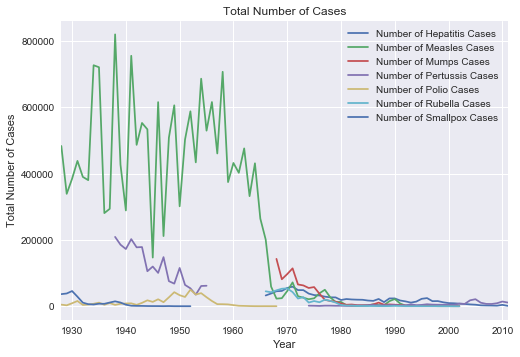 Total Number of Cases
Number of Hepatitis Cases
Number of Measles Cases
Number of Mumps Cases
Number of Pertussis Cases
Number of Polio Cases
Number of Rubella Cases
Number of Smallpox Cases
Total Number of Cases
800000
600000
400000
200000
0
1930 1940 1950 1960 1970 1980 1990 2000 2010
Year